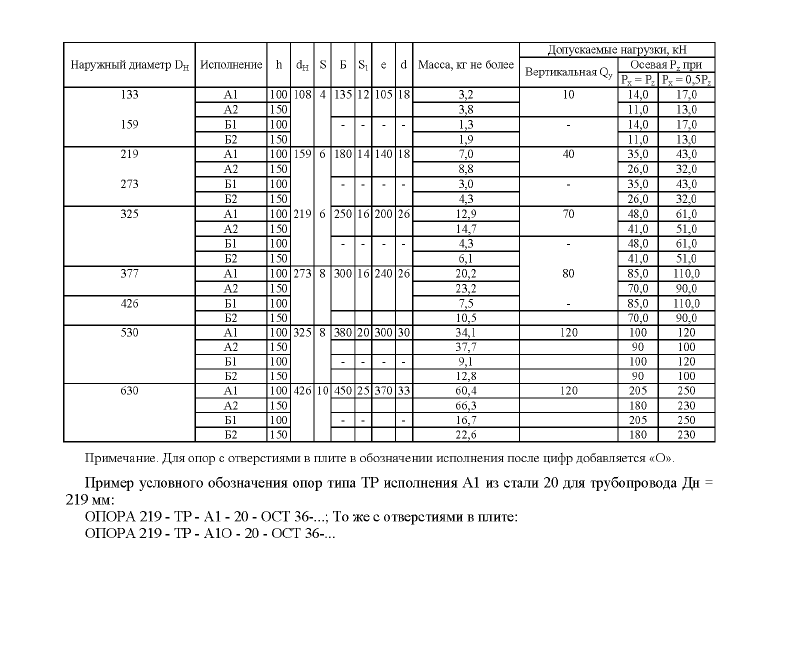 Допускаемые нагрузки, кН
Наружный диаметр Dн Исполнение h dн S Б S1 e d Масса, кг не более Вертикальная Qy Осевая Pz при
Px = Pz Px = 0,5Pz
133 А1 100 108 4 135 12 105 18 3,2 10 14,0 17,0
А2 150 3,8 11,0 13,0
159 Б1 100 - - - - 1,3 - 14,0 17,0
Б2 150 1,9 11,0 13,0
219 А1 100 159 6 180 14 140 18 7,0 40 35,0 43,0
А2 150 8,8 26,0 32,0
273 Б1 100 - - - - 3,0 - 35,0 43,0
Б2 150 4,3 26,0 32,0
325 А1 100 219 6 250 16 200 26 12,9 70 48,0 61,0
А2 150 14,7 41,0 51,0
Б1 100 - - - - 4,3 - 48,0 61,0
Б2 150 6,1 41,0 51,0
377 А1 100 273 8 300 16 240 26 20,2 80 85,0 110,0
А2 150 23,2 70,0 90,0
426 Б1 100 7,5 - 85,0 110,0
Б2 150 10,5 70,0 90,0
530 А1 100 325 8 380 20 300 30 34,1 120 100 120
А2 150 37,7 90 100
Б1 100 - - - - 9,1 100 120
Б2 150 12,8 90 100
630 А1 100 426 10 450 25 370 33 60,4 120 205 250
А2 150 66,3 180 230
Б1 100 - - - 16,7 205 250
Б2 150 22,6 180 230
Примечание. Для опор с отверстиями в плите в обозначении исполнения после цифр добавляется «О».
Пример условного обозначения опор типа ТР исполнения А1 из стали 20 для трубопровода Дн =
219 мм:
ОПОРА 219 - ТР - А1 - 20 - ОСТ 36-...; То же с отверстиями в плите:
ОПОРА 219 - ТР - А1О - 20 - ОСТ 36-...